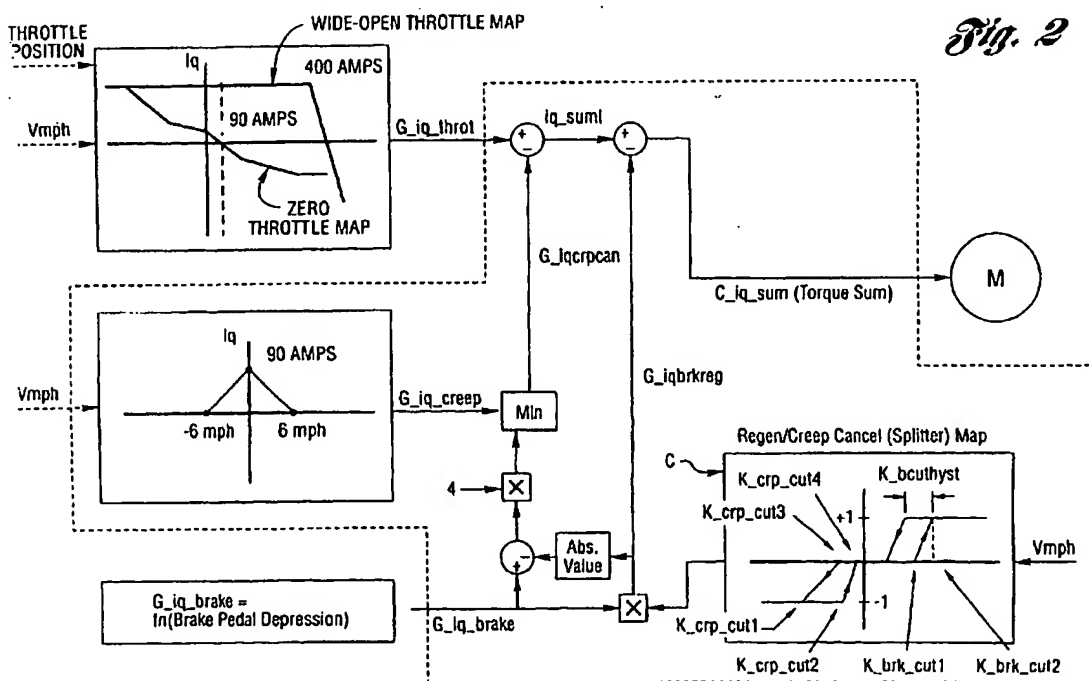 Fig. 2
WIDE-OPEN THROTTLE MAP
THROTTLE
POSITION
Iq
400 AMPS
90 AMPS
Vmph
G_iq_throt
ZERO
THROTTLE MAP
+
-
Iq_suml
+
-
G_iqcrpcan
C_iq_sum (Torque Sum)
M
Iq
90 AMPS
Vmph
-6 mph
6 mph
G_iq_creep
Min
G_iqbrkreg
4
X
+
-
Abs.
Value
Regen/Creep Cancel (Splitter) Map
C
K_bcuthyst
K_crp_cut4
K_crp_cut3
+1
Vmph
-1
K_crp_cut1
K_crp_cut2
K_brk_cut1
K_brk_cut2
G_iq_brake =
fn(Brake Pedal Depression)
G_iq_brake
X